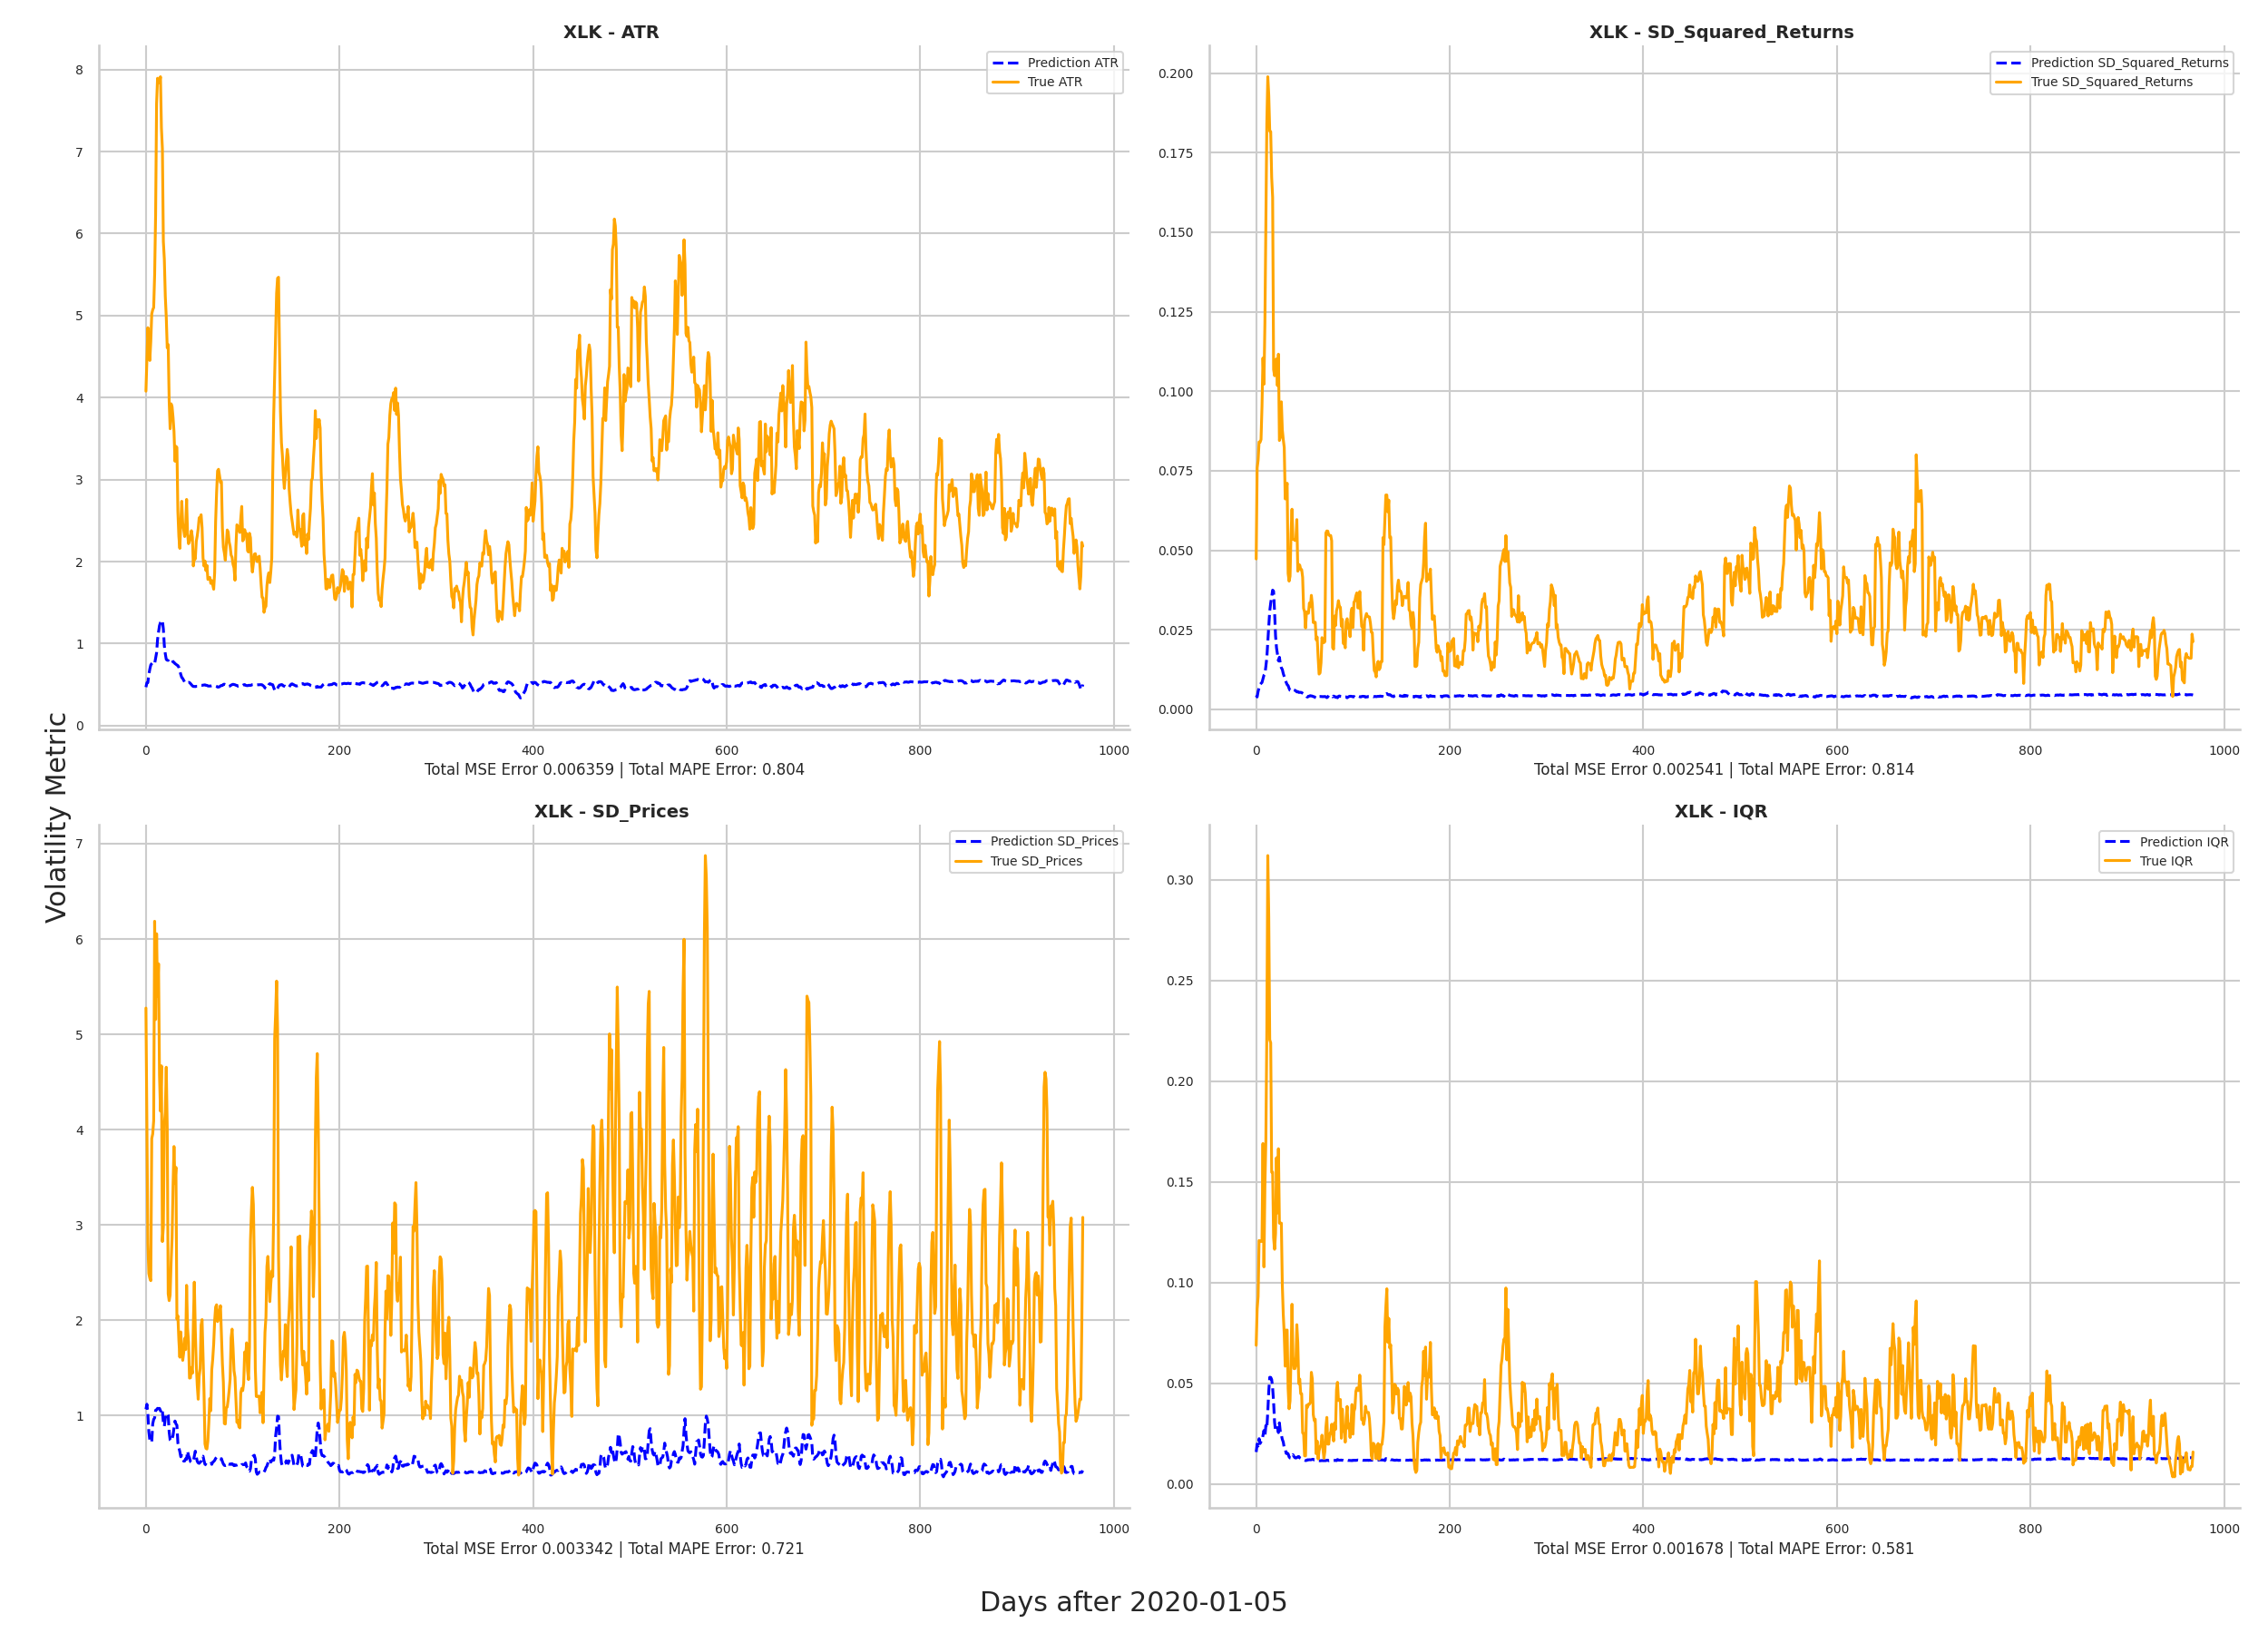 XLK - ATR
Prediction ATR
True ATR
8
7
6
5
4
3
2
1
0
0 200 400 600 800 1000
Total MSE Error 0.006359 | Total MAPE Error: 0.804
XLK - SD_Squared_Returns
Prediction SD_Squared_Returns
True SD_Squared_Returns
0.200
0.175
0.150
0.125
0.100
0.075
0.050
0.025
0.000
0 200 400 600 800 1000
Total MSE Error 0.002541 | Total MAPE Error: 0.814
Volatility Metric
XLK - SD_Prices
Prediction SD_Prices
True SD_Prices
7
6
5
4
3
2
1
0 200 400 600 800 1000
Total MSE Error 0.003342 | Total MAPE Error: 0.721
XLK - IQR
Prediction IQR
True IQR
0.30
0.25
0.20
0.15
0.10
0.05
0.00
0 200 400 600 800 1000
Total MSE Error 0.001678 | Total MAPE Error: 0.581
Days after 2020-01-05